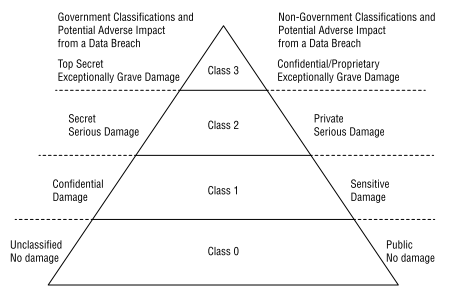 Government Classifications and
Potential Adverse Impact
from a Data Breach
Non-Government Classifications and
Potential Adverse Impact
from a Data Breach
Top Secret
Exceptionally Grave Damage
Class 3
Confidential/Proprietary
Exceptionally Grave Damage
Secret
Serious Damage
Class 2
Private
Serious Damage
Confidential
Damage
Class 1
Sensitive
Damage
Unclassified
No damage
Class 0
Public
No damage